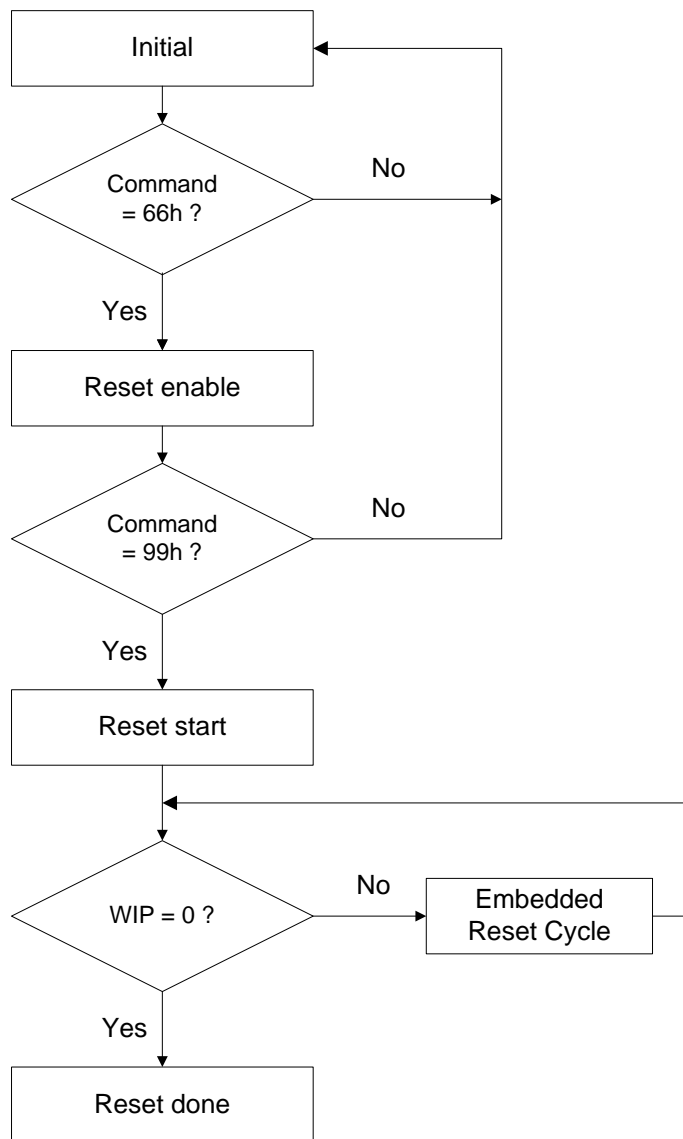 Initial
Command
= 66h ?
No
Yes
Reset enable
Command
= 99h ?
No
Yes
Reset start
WIP = 0 ?
No
Embedded
Reset Cycle
Yes
Reset done